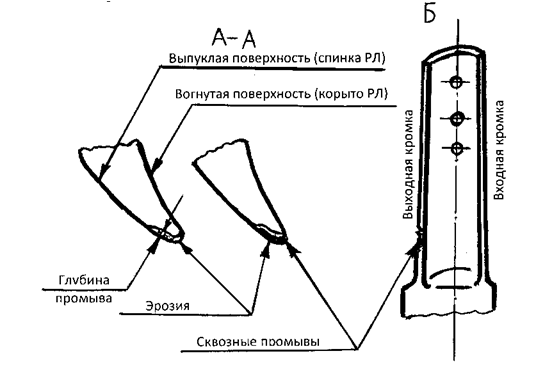 А-А
Б
Выпуклая поверхность (спинка РЛ)
Вогнутая поверхность (корыто РЛ)
Выходная кромка
Входная кромка
Глубина
промыва
Эрозия
Сквозные промывы